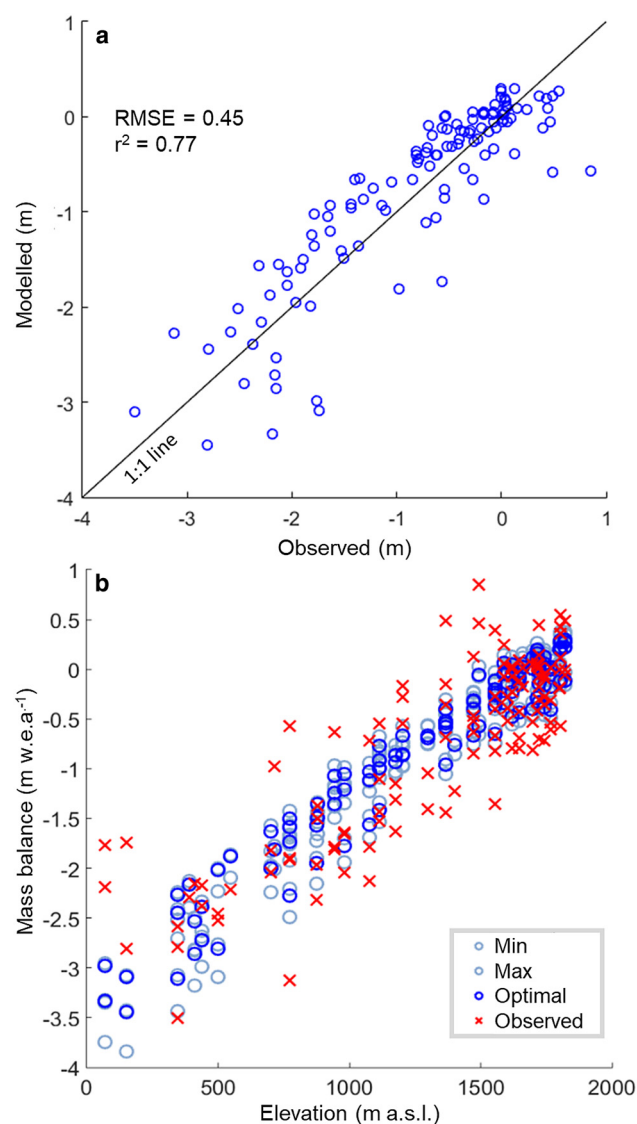 a
RMSE = 0.45
r² = 0.77
1
0
-1
-2
-3
-4
Modelled (m)
1:1 line
-4 -3 -2 -1 0 1
Observed (m)
b
1
0.5
0
-0.5
-1
-1.5
-2
-2.5
-3
-3.5
-4
Mass balance (m w.e.a⁻¹)
Min
Max
Optimal
Observed
0 500 1000 1500 2000
Elevation (m a.s.l.)